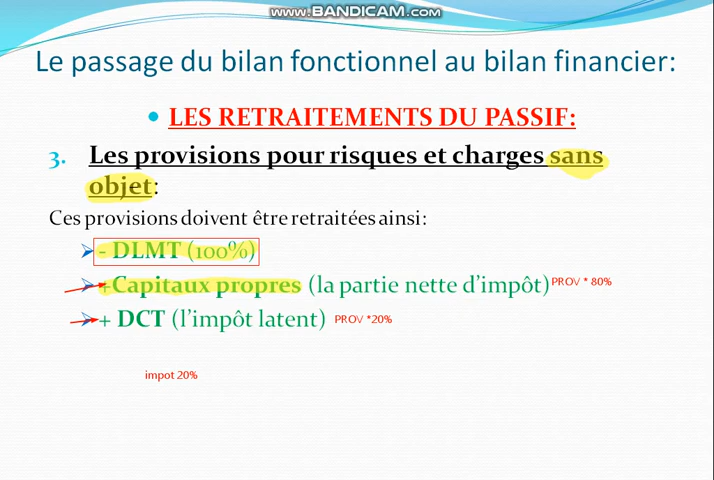 www.BANDICAM.com
Le passage du bilan fonctionnel au bilan financier:
• LES RETRAITEMENTS DU PASSIF:
3. Les provisions pour risques et charges sans
objet:
Ces provisions doivent être retraitées ainsi:
- DLMT (100%)
+Capitaux propres (la partie nette d'impôt) PROV * 80%
+ DCT (l'impôt latent) PROV *20%
impot 20%